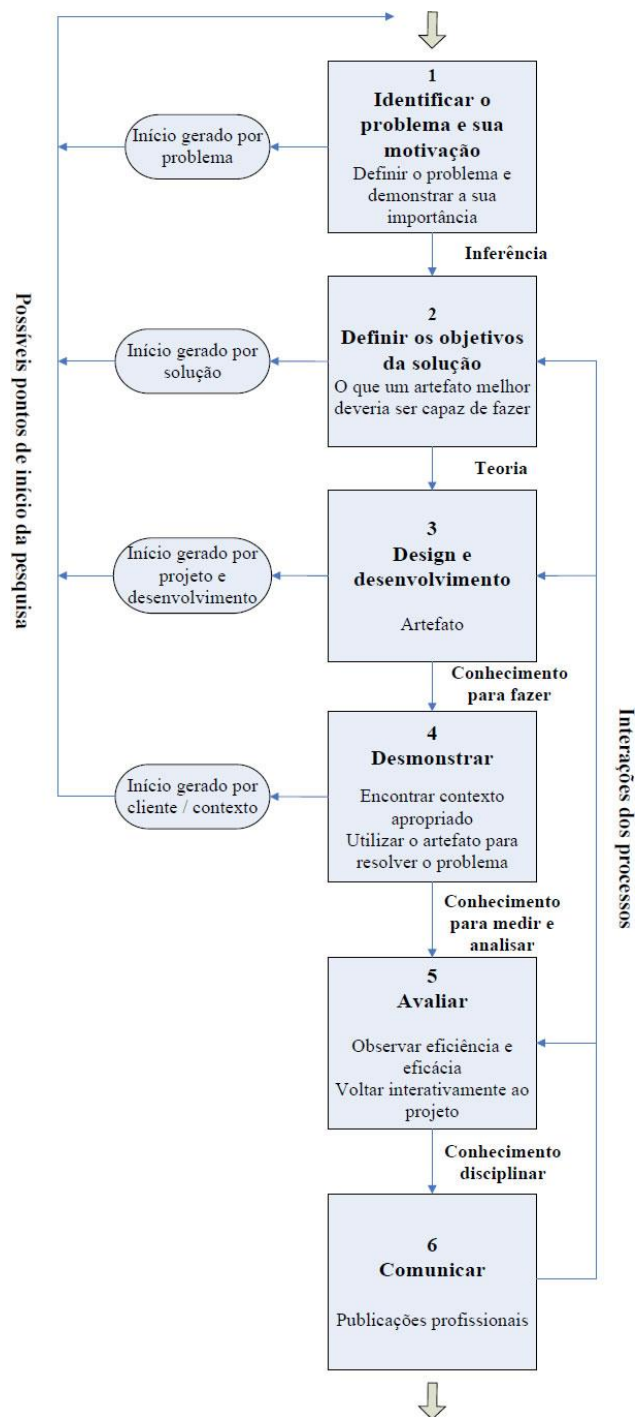 1
Identificar o
problema e sua
motivação
Definir o problema e
demonstrar a sua
importância
Início gerado por
problema
Inferência
2
Definir os objetivos
da solução
O que um artefato melhor
deveria ser capaz de fazer
Início gerado por
solução
Teoria
3
Design e
desenvolvimento
Artefato
Início gerado por
projeto e
desenvolvimento
Conhecimento
para fazer
4
Desmonstrar
Encontrar contexto
apropriado
Utilizar o artefato para
resolver o problema
Início gerado por
cliente / contexto
Conhecimento
para medir e
analisar
5
Avaliar
Observar eficiência e
eficácia
Voltar interativamente ao
projeto
Conhecimento
disciplinar
6
Comunicar
Publicações profissionais
Possíveis pontos de início da pesquisa
Interações dos processos